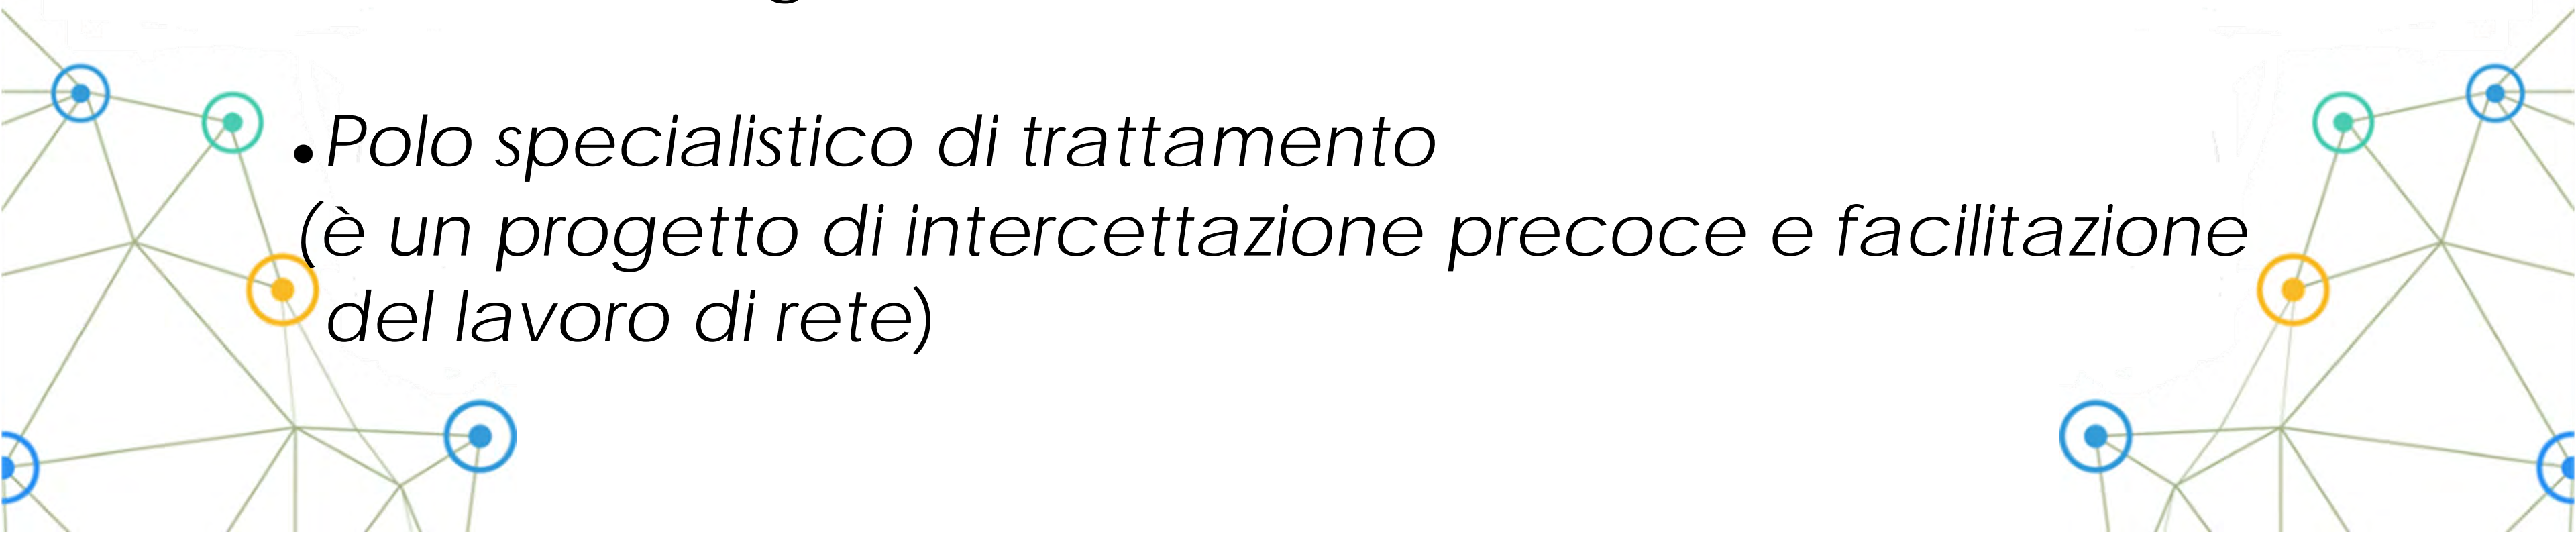 • Polo specialistico di trattamento
(è un progetto di intercettazione precoce e facilitazione
del lavoro di rete)